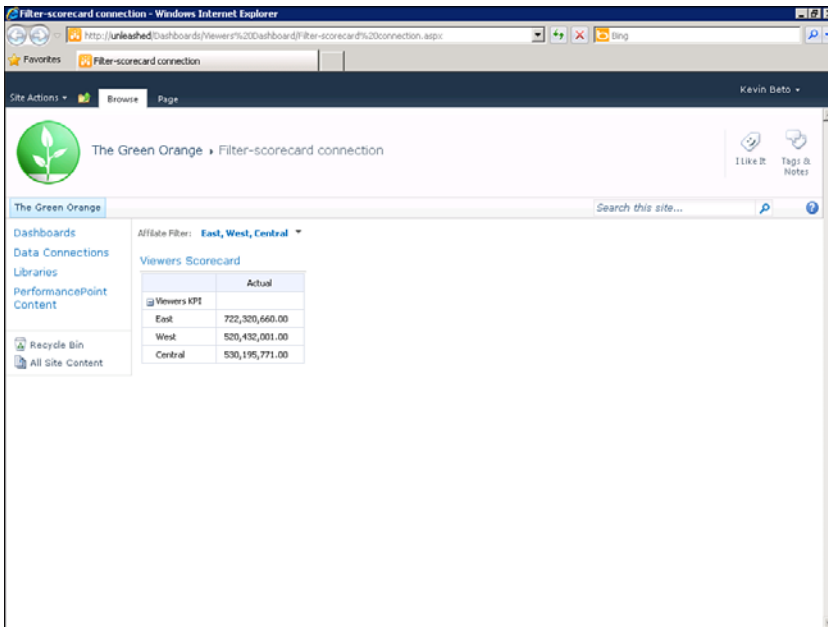 Filter-scorecard connection - Windows Internet Explorer
http://unleashed/Dashboards/Viewers%20Dashboard/Filter-scorecard%20connection.aspx
Bing
Favorites
Filter-scorecard connection
Kevin Beto
Site Actions
Browse
Page
The Green Orange
Filter-scorecard connection
I Like It
Tags & Notes
The Green Orange
Search this site...
Dashboards
Data Connections
Libraries
PerformancePoint
Content
Recycle Bin
All Site Content
Affiliate Filter: East, West, Central
Viewers Scorecard
Actual
Viewers KPI
East 722,320,660.00
West 520,432,001.00
Central 530,195,771.00